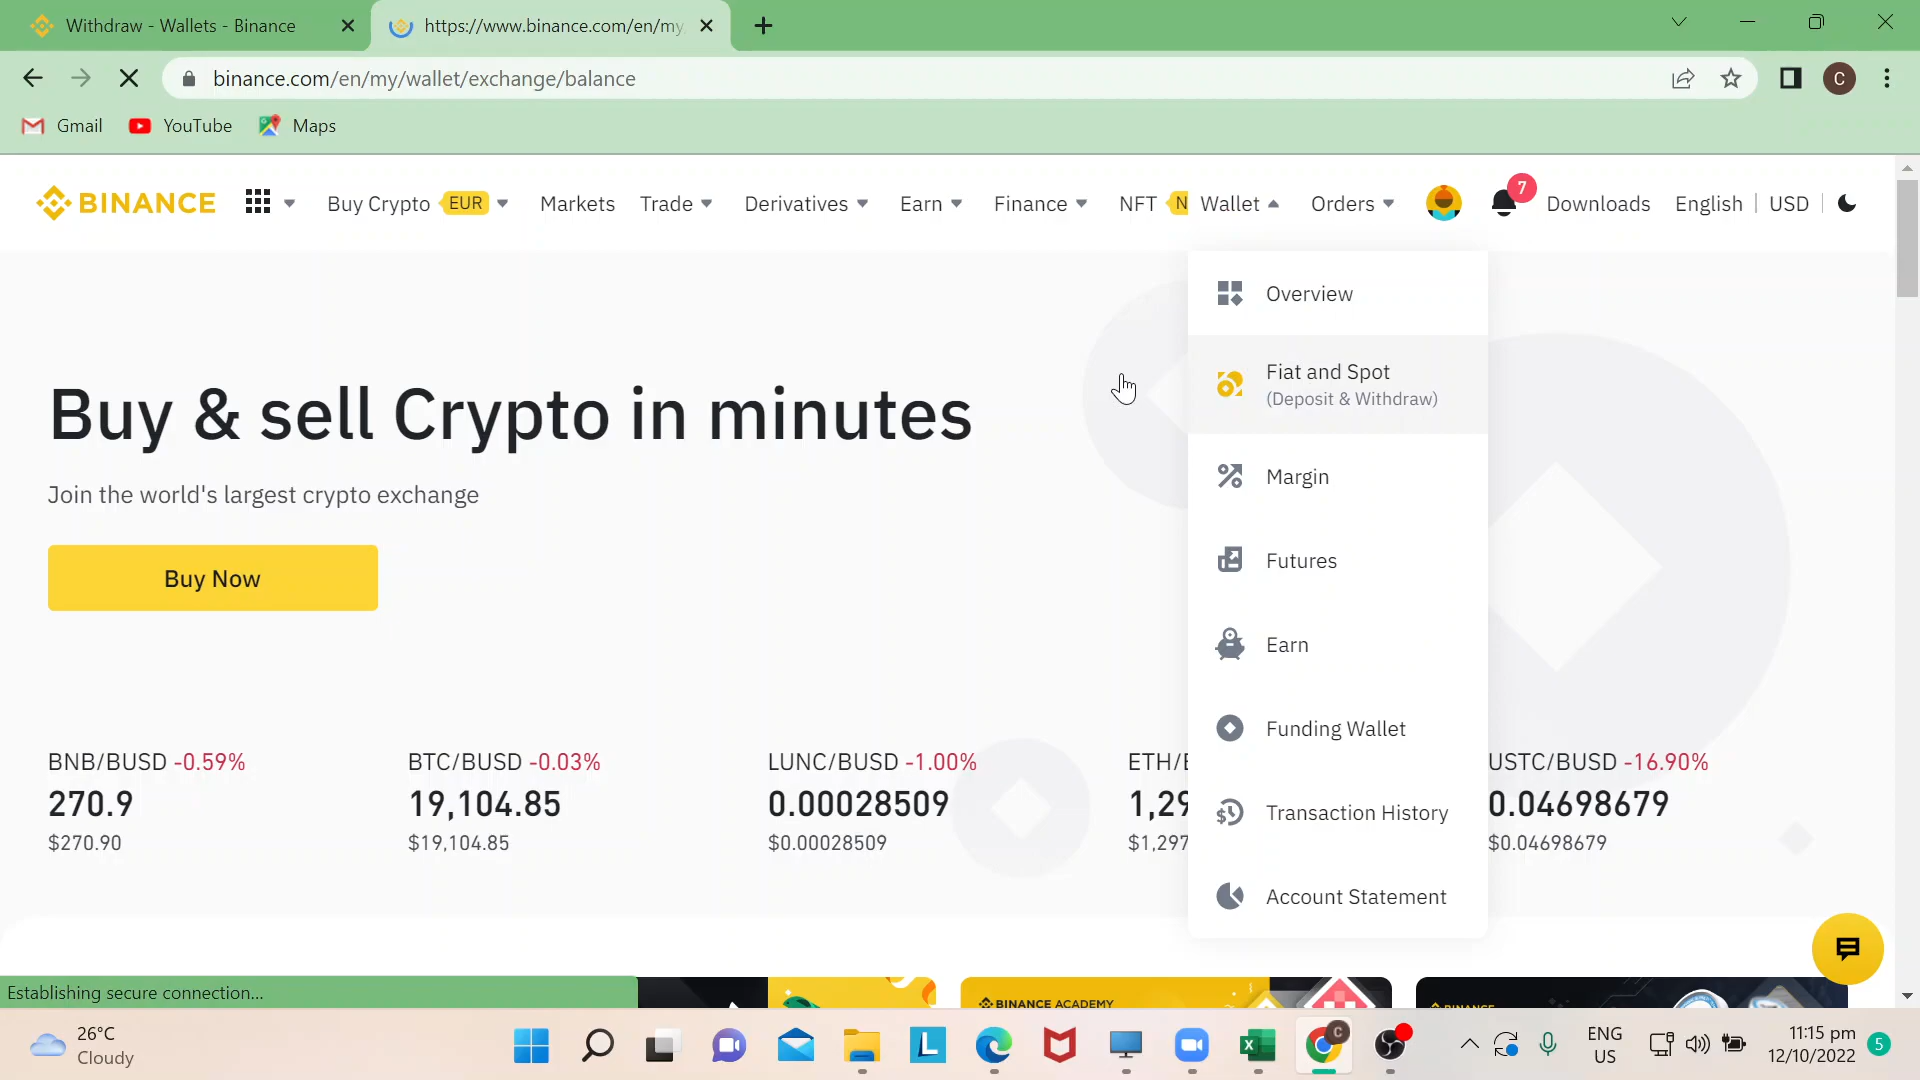 Withdraw - Wallets - Binance
https://www.binance.com/en/my
binance.com/en/my/wallet/exchange/balance
Gmail YouTube Maps
BINANCE Buy Crypto EUR Markets Trade Derivatives Earn Finance NFT N Wallet Orders 7 Downloads English USD
Overview
Fiat and Spot
(Deposit & Withdraw)
Margin
Futures
Earn
Funding Wallet
Transaction History
Account Statement
Buy & sell Crypto in minutes
Join the world's largest crypto exchange
Buy Now
BNB/BUSD -0.59%
270.9
$270.90
BTC/BUSD -0.03%
19,104.85
$19,104.85
LUNC/BUSD -1.00%
0.00028509
$0.00028509
ETH/
1,29
$1,297
USTC/BUSD -16.90%
0.04698679
$0.04698679
BINANCE ACADEMY
Establishing secure connection...
26°C
Cloudy
ENG
US
11:15 pm
12/10/2022
5